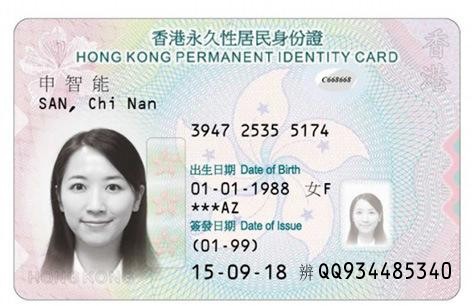 香港永久性居民身份證
HONG KONG PERMANENT IDENTITY CARD
申智能
SAN, Chi Nan
C668668
香港
3947 2535 5174
出生日期 Date of Birth
01-01-1988 女F
***AZ
簽發日期 Date of Issue
(01-99)
15-09-18 辨 QQ934485340
HONG KONG